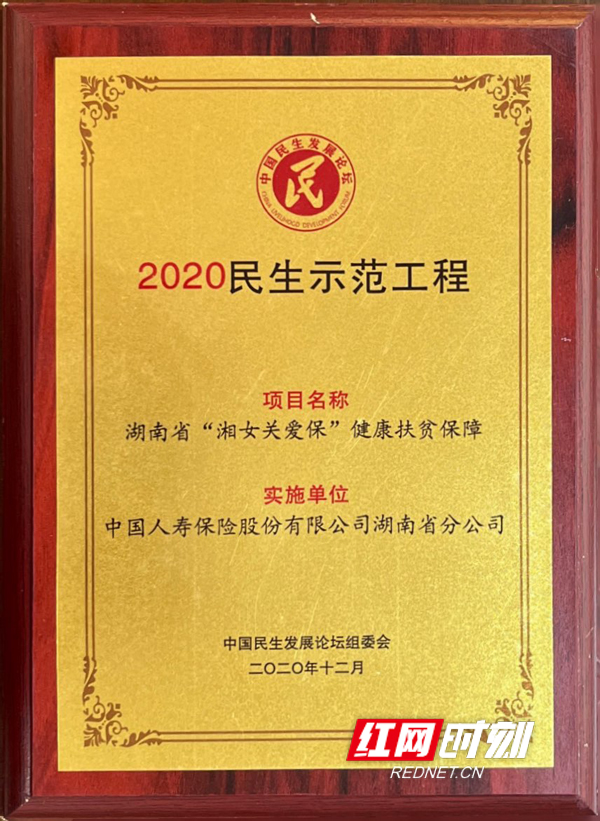 中国民生发展论坛
民
CHINA LIVELIHOOD DEVELOPMENT FORUM
2020民生示范工程
项目名称
湖南省“湘女关爱保”健康扶贫保障
实施单位
中国人寿保险股份有限公司湖南省分公司
中国民生发展论坛组委会
二〇二〇年十二月
红网时刻
REDNET.CN